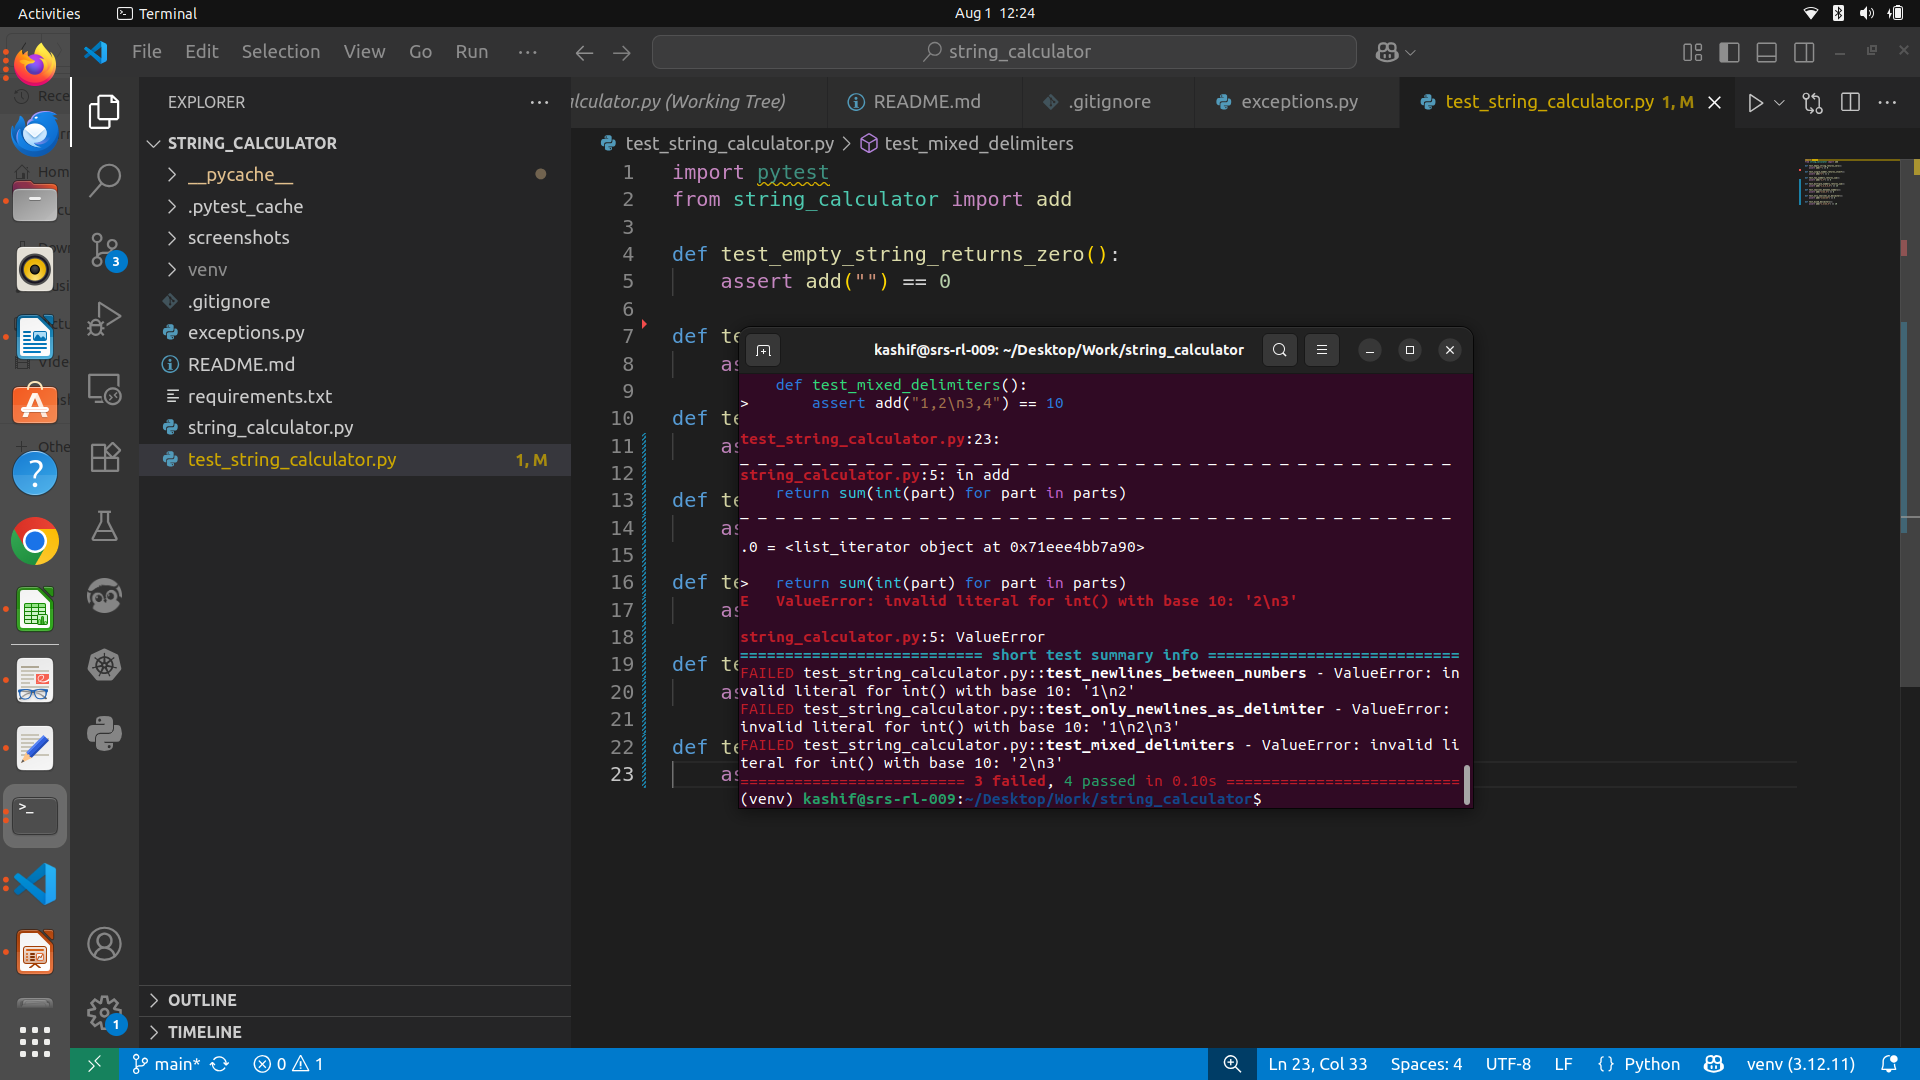 Activities
Terminal
Aug 1 12:24
File Edit Selection View Go Run ...
string_calculator
EXPLORER
STRING_CALCULATOR
__pycache__
.pytest_cache
screenshots
venv
.gitignore
exceptions.py
README.md
requirements.txt
string_calculator.py
test_string_calculator.py 1, M
OUTLINE
TIMELINE
alculator.py (Working Tree)
README.md
.gitignore
exceptions.py
test_string_calculator.py 1, M
test_string_calculator.py > test_mixed_delimiters
1 import pytest
2 from string_calculator import add
3
4 def test_empty_string_returns_zero():
5 assert add("") == 0
6
7 def te
8 as
9
10 def te
11 as
12
13 def te
14 as
15
16 def te
17 as
18
19 def te
20 as
21
22 def te
23 as
kashif@srs-rl-009: ~/Desktop/Work/string_calculator
def test_mixed_delimiters():
> assert add("1,2\n3,4") == 10
test_string_calculator.py:23:
_ _ _ _ _ _ _ _ _ _ _ _ _ _ _ _ _ _ _ _ _ _ _ _ _ _ _ _ _ _ _ _ _ _ _ _ _ _ _ _
string_calculator.py:5: in add
return sum(int(part) for part in parts)
_ _ _ _ _ _ _ _ _ _ _ _ _ _ _ _ _ _ _ _ _ _ _ _ _ _ _ _ _ _ _ _ _ _ _ _ _ _ _ _
.0 = <list_iterator object at 0x71eee4bb7a90>
> return sum(int(part) for part in parts)
E ValueError: invalid literal for int() with base 10: '2\n3'
string_calculator.py:5: ValueError
=========================== short test summary info ============================
FAILED test_string_calculator.py::test_newlines_between_numbers - ValueError: in
valid literal for int() with base 10: '1\n2'
FAILED test_string_calculator.py::test_only_newlines_as_delimiter - ValueError:
invalid literal for int() with base 10: '1\n2\n3'
FAILED test_string_calculator.py::test_mixed_delimiters - ValueError: invalid li
teral for int() with base 10: '2\n3'
========================= 3 failed, 4 passed in 0.10s ==========================
(venv) kashif@srs-rl-009:~/Desktop/Work/string_calculator$
3
1
main*
0
1
Ln 23, Col 33
Spaces: 4
UTF-8
LF
{} Python
venv (3.12.11)